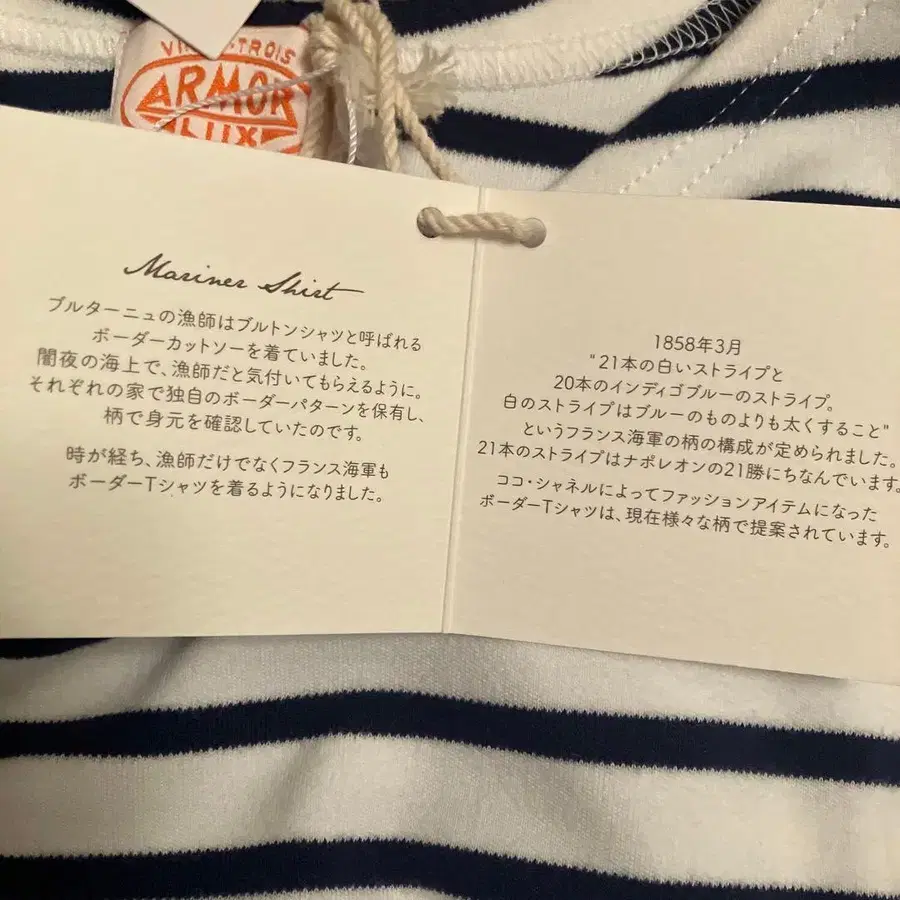 TROIS
ARMOR
LUX
Mariner Shirt
ブルターニュの漁師はブルトンシャツと呼ばれる
ボーダーカットソーを着ていました。
闇夜の海上で、漁師だと気付いてもらえるように。
それぞれの家で独自のボーダーパターンを保有し、
柄で身元を確認していたのです。
時が経ち、漁師だけでなくフランス海軍も
ボーダーTシャツを着るようになりました。
1858年3月
"21本の白いストライプと
20本のインディゴブルーのストライプ。
白のストライプはブルーのものよりも太くすること"
というフランス海軍の柄の構成が定められました。
21本のストライプはナポレオンの21勝にちなんでいます。
ココ・シャネルによってファッションアイテムになった
ボーダーTシャツは、現在様々な柄で提案されています。